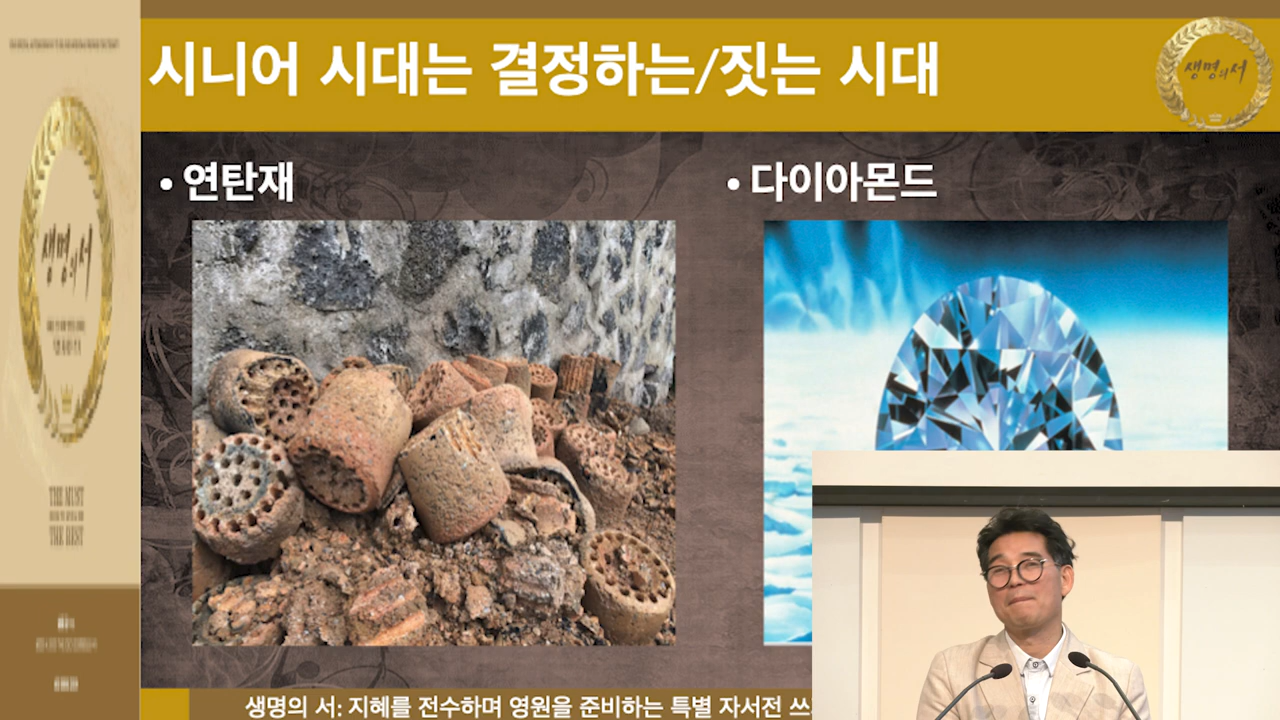 시니어 시대는 결정하는/짓는 시대
생명의서
• 연탄재
• 다이아몬드
생명의서
THE MUST
THE BEST
생명의 서: 지혜를 전수하며 영원을 준비하는 특별 자서전 쓰